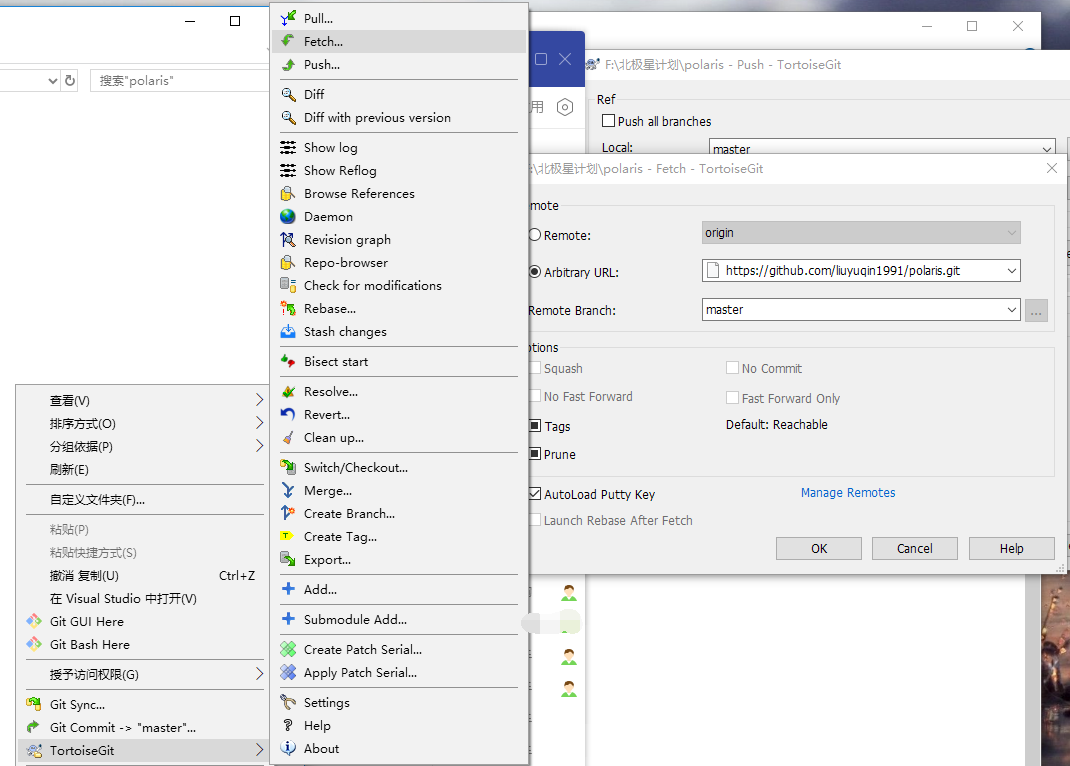 搜索"polaris"
查看(V)
排序方式(O)
分组依据(P)
刷新(E)
自定义文件夹(F)...
粘贴(P)
粘贴快捷方式(S)
撤消 复制(U) Ctrl+Z
在 Visual Studio 中打开(V)
Git GUI Here
Git Bash Here
授予访问权限(G)
Git Sync...
Git Commit -> "master"...
TortoiseGit
Pull...
Fetch...
Push...
Diff
Diff with previous version
Show log
Show Reflog
Browse References
Daemon
Revision graph
Repo-browser
Check for modifications
Rebase...
Stash changes
Bisect start
Resolve...
Revert...
Clean up...
Switch/Checkout...
Merge...
Create Branch...
Create Tag...
Export...
Add...
Submodule Add...
Create Patch Serial...
Apply Patch Serial...
Settings
Help
About
用
F:\北极星计划\polaris - Push - TortoiseGit
Ref
Push all branches
Local: master
:\北极星计划\polaris - Fetch - TortoiseGit
mote
Remote: origin
Arbitrary URL: https://github.com/liuyuqin1991/polaris.git
Remote Branch: master ...
tions
Squash No Commit
No Fast Forward Fast Forward Only
Tags Default: Reachable
Prune
AutoLoad Putty Key Manage Remotes
Launch Rebase After Fetch
OK Cancel Help